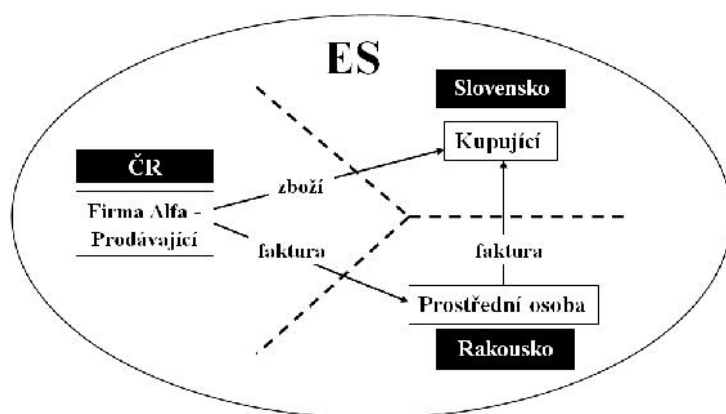 ES
Slovensko
Kupující
ČR
zboží
Firma Alfa -
Prodávající
faktura
faktura
Prostřední osoba
Rakousko